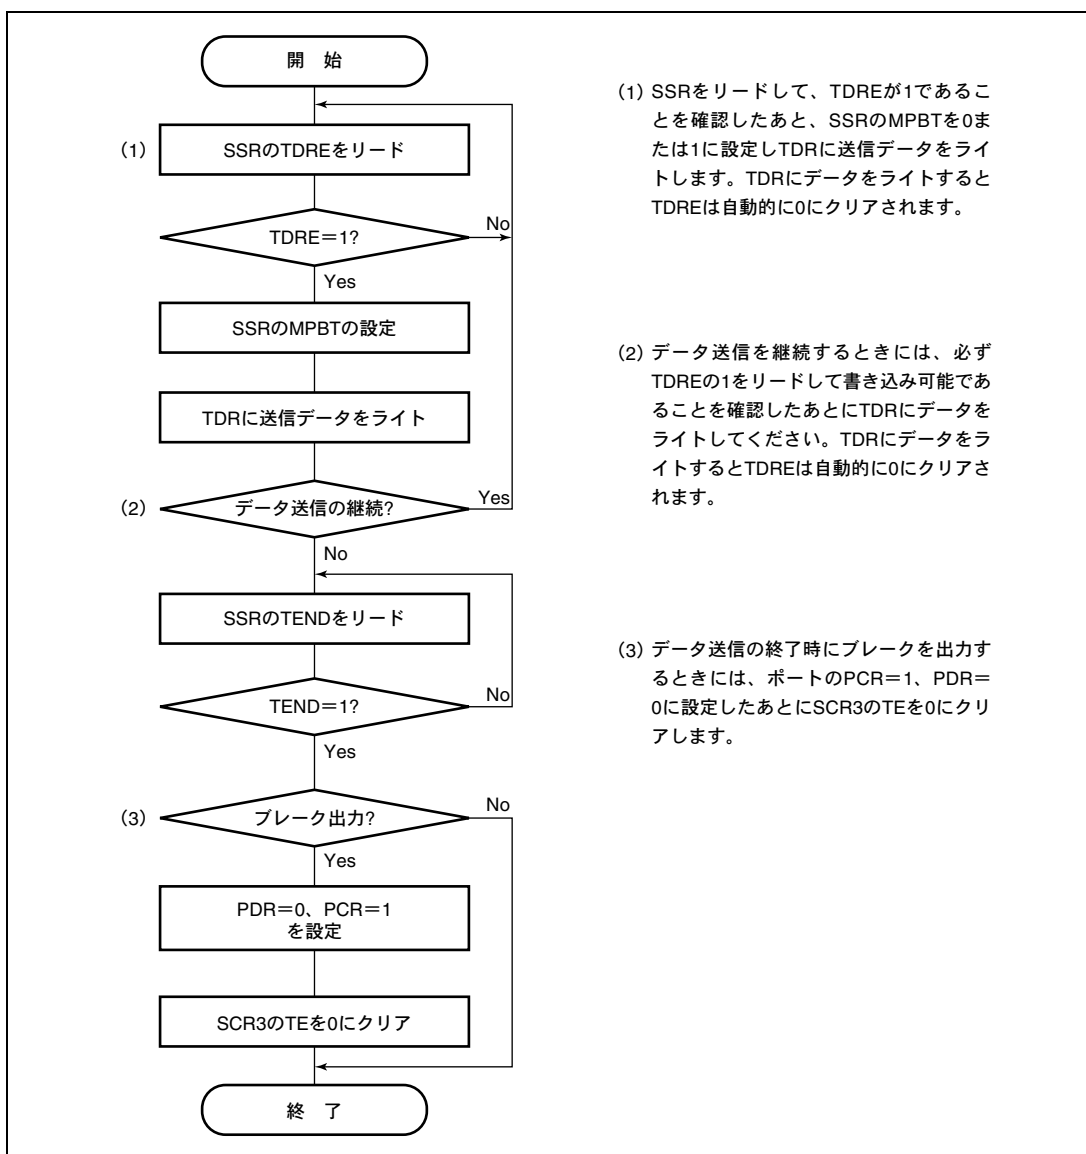 開 始
(1)
SSRのTDREをリード
TDRE＝1?
No
Yes
SSRのMPBTの設定
TDRに送信データをライト
(2)
データ送信の継続?
Yes
No
SSRのTENDをリード
TEND＝1?
No
Yes
(3)
ブレーク出力?
No
Yes
PDR＝0、PCR＝1
を設定
SCR3のTEを0にクリア
終 了
(1) SSRをリードして、TDREが1であるこ
とを確認したあと、SSRのMPBTを0ま
たは1に設定しTDRに送信データをライ
トします。TDRにデータをライトすると
TDREは自動的に0にクリアされます。
(2) データ送信を継続するときには、必ず
TDREの1をリードして書き込み可能であ
ることを確認したあとにTDRにデータを
ライトしてください。TDRにデータをラ
イトするとTDREは自動的に0にクリアさ
れます。
(3) データ送信の終了時にブレークを出力す
るときには、ポートのPCR＝1、PDR＝
0に設定したあとにSCR3のTEを0にクリ
アします。